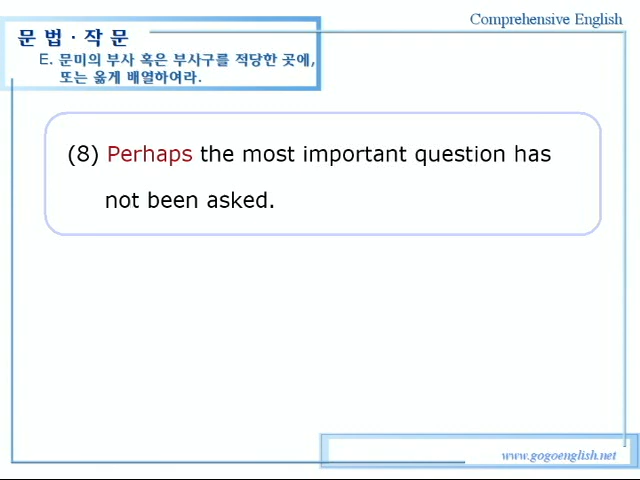 Comprehensive English
문 법 · 작 문
E. 문미의 부사 혹은 부사구를 적당한 곳에,
또는 옳게 배열하여라.
(8) Perhaps the most important question has
not been asked.
www.gogoenglish.net